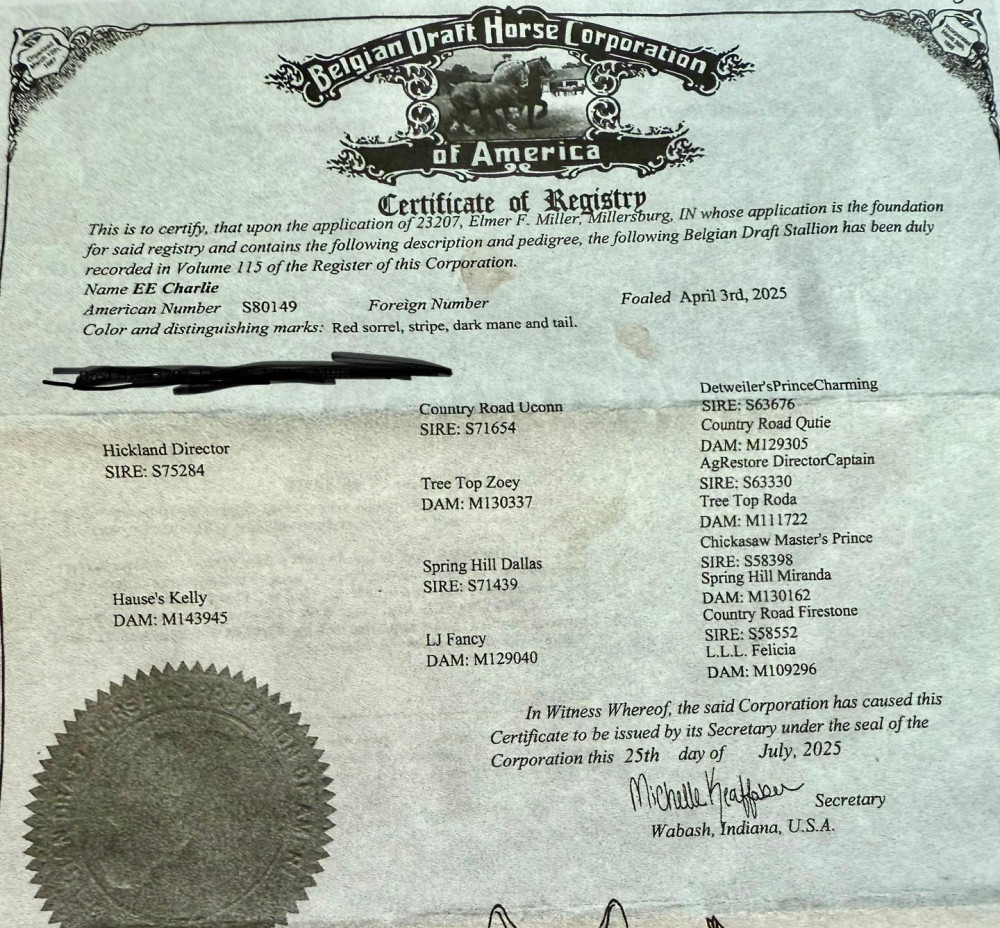 Belgian Draft Horse Corporation
of America
Certificate of Registry
This is to certify, that upon the application of 23207, Elmer F. Miller, Millersburg, IN whose application is the foundation
for said registry and contains the following description and pedigree, the following Belgian Draft Stallion has been duly
recorded in Volume 115 of the Register of this Corporation.
Name EE Charlie
American Number S80149 Foreign Number Foaled April 3rd, 2025
Color and distinguishing marks: Red sorrel, stripe, dark mane and tail.
Hickland Director
SIRE: S75284
Hause's Kelly
DAM: M143945
Country Road Uconn
SIRE: S71654
Tree Top Zoey
DAM: M130337
Spring Hill Dallas
SIRE: S71439
LJ Fancy
DAM: M129040
Detweiler'sPrinceCharming
SIRE: S63676
Country Road Qutie
DAM: M129305
AgRestore DirectorCaptain
SIRE: S63330
Tree Top Roda
DAM: M111722
Chickasaw Master's Prince
SIRE: S58398
Spring Hill Miranda
DAM: M130162
Country Road Firestone
SIRE: S58552
L.L.L. Felicia
DAM: M109296
In Witness Whereof, the said Corporation has caused this
Certificate to be issued by its Secretary under the seal of the
Corporation this 25th day of July, 2025
Michelle Keaffaber Secretary
Wabash, Indiana, U.S.A.